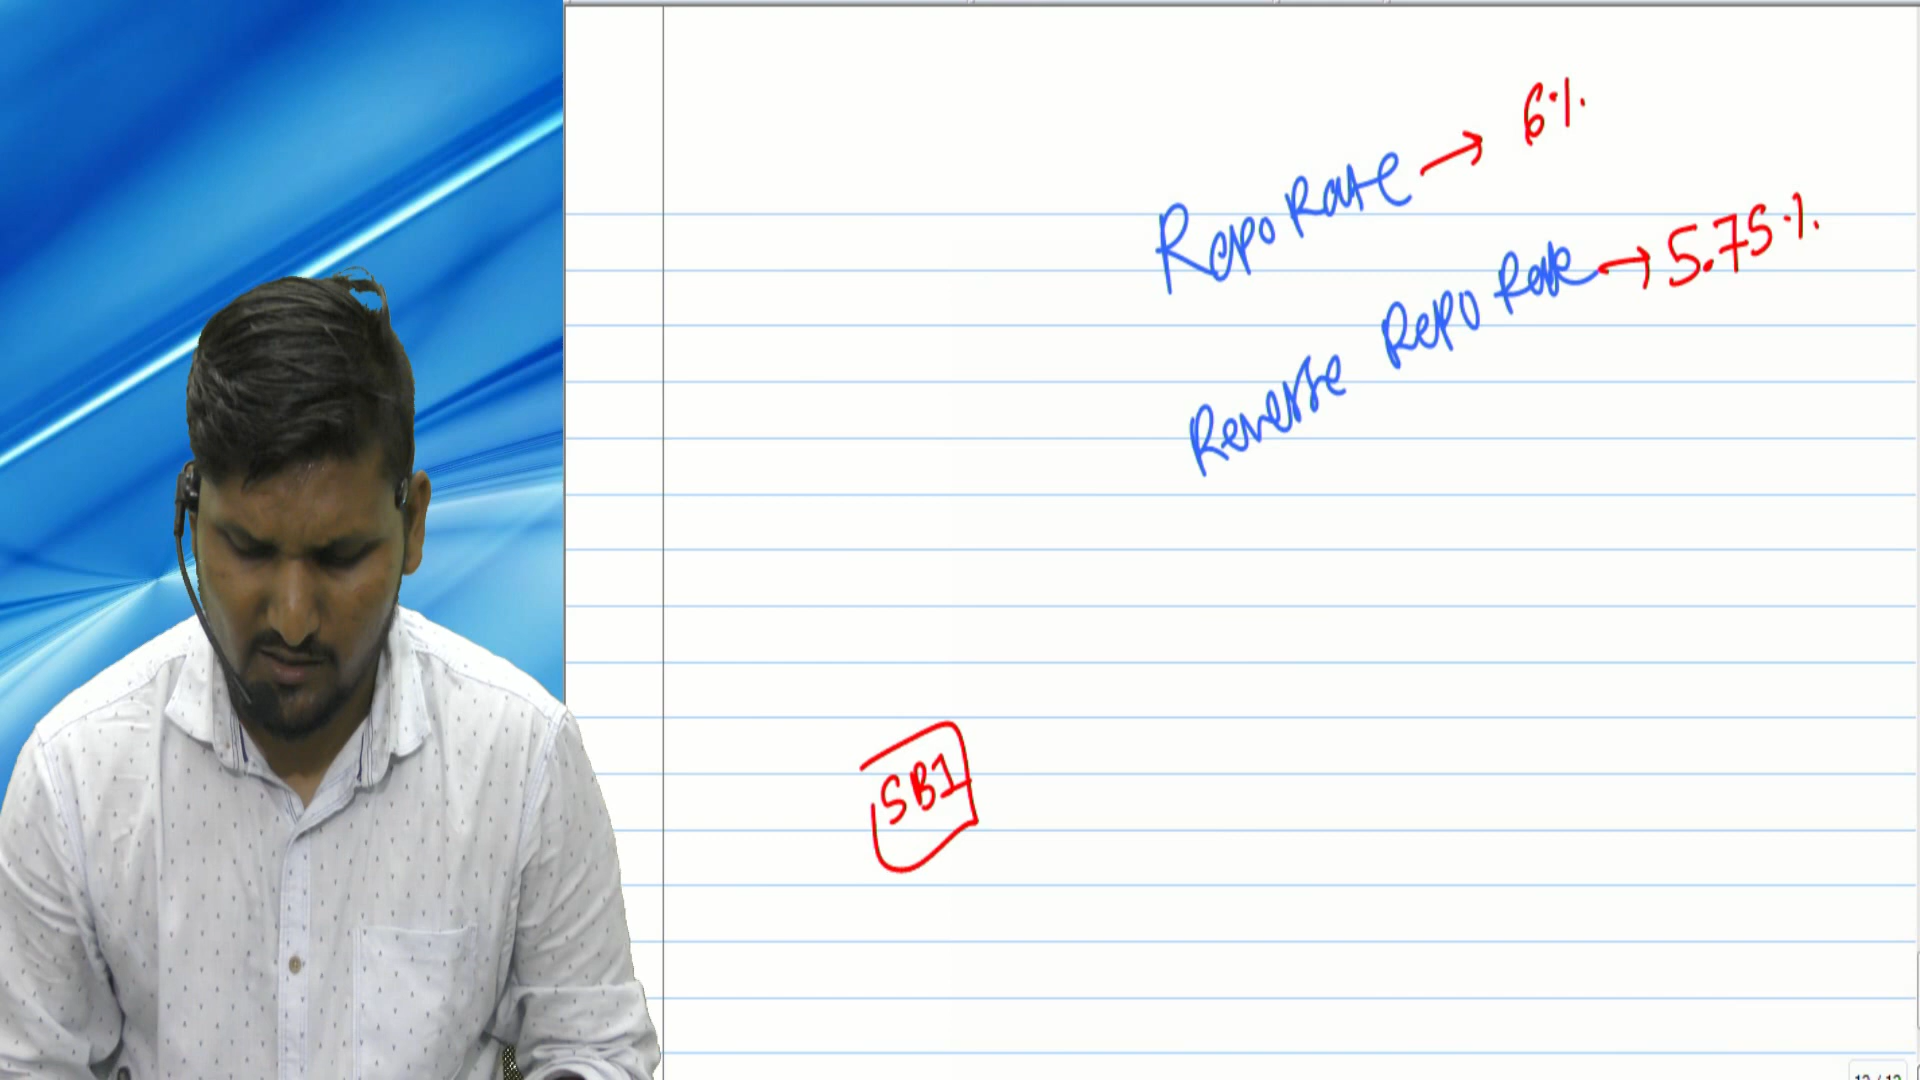 Repo Rate → 6%
Reverse Repo Rate → 5.75%
SBI